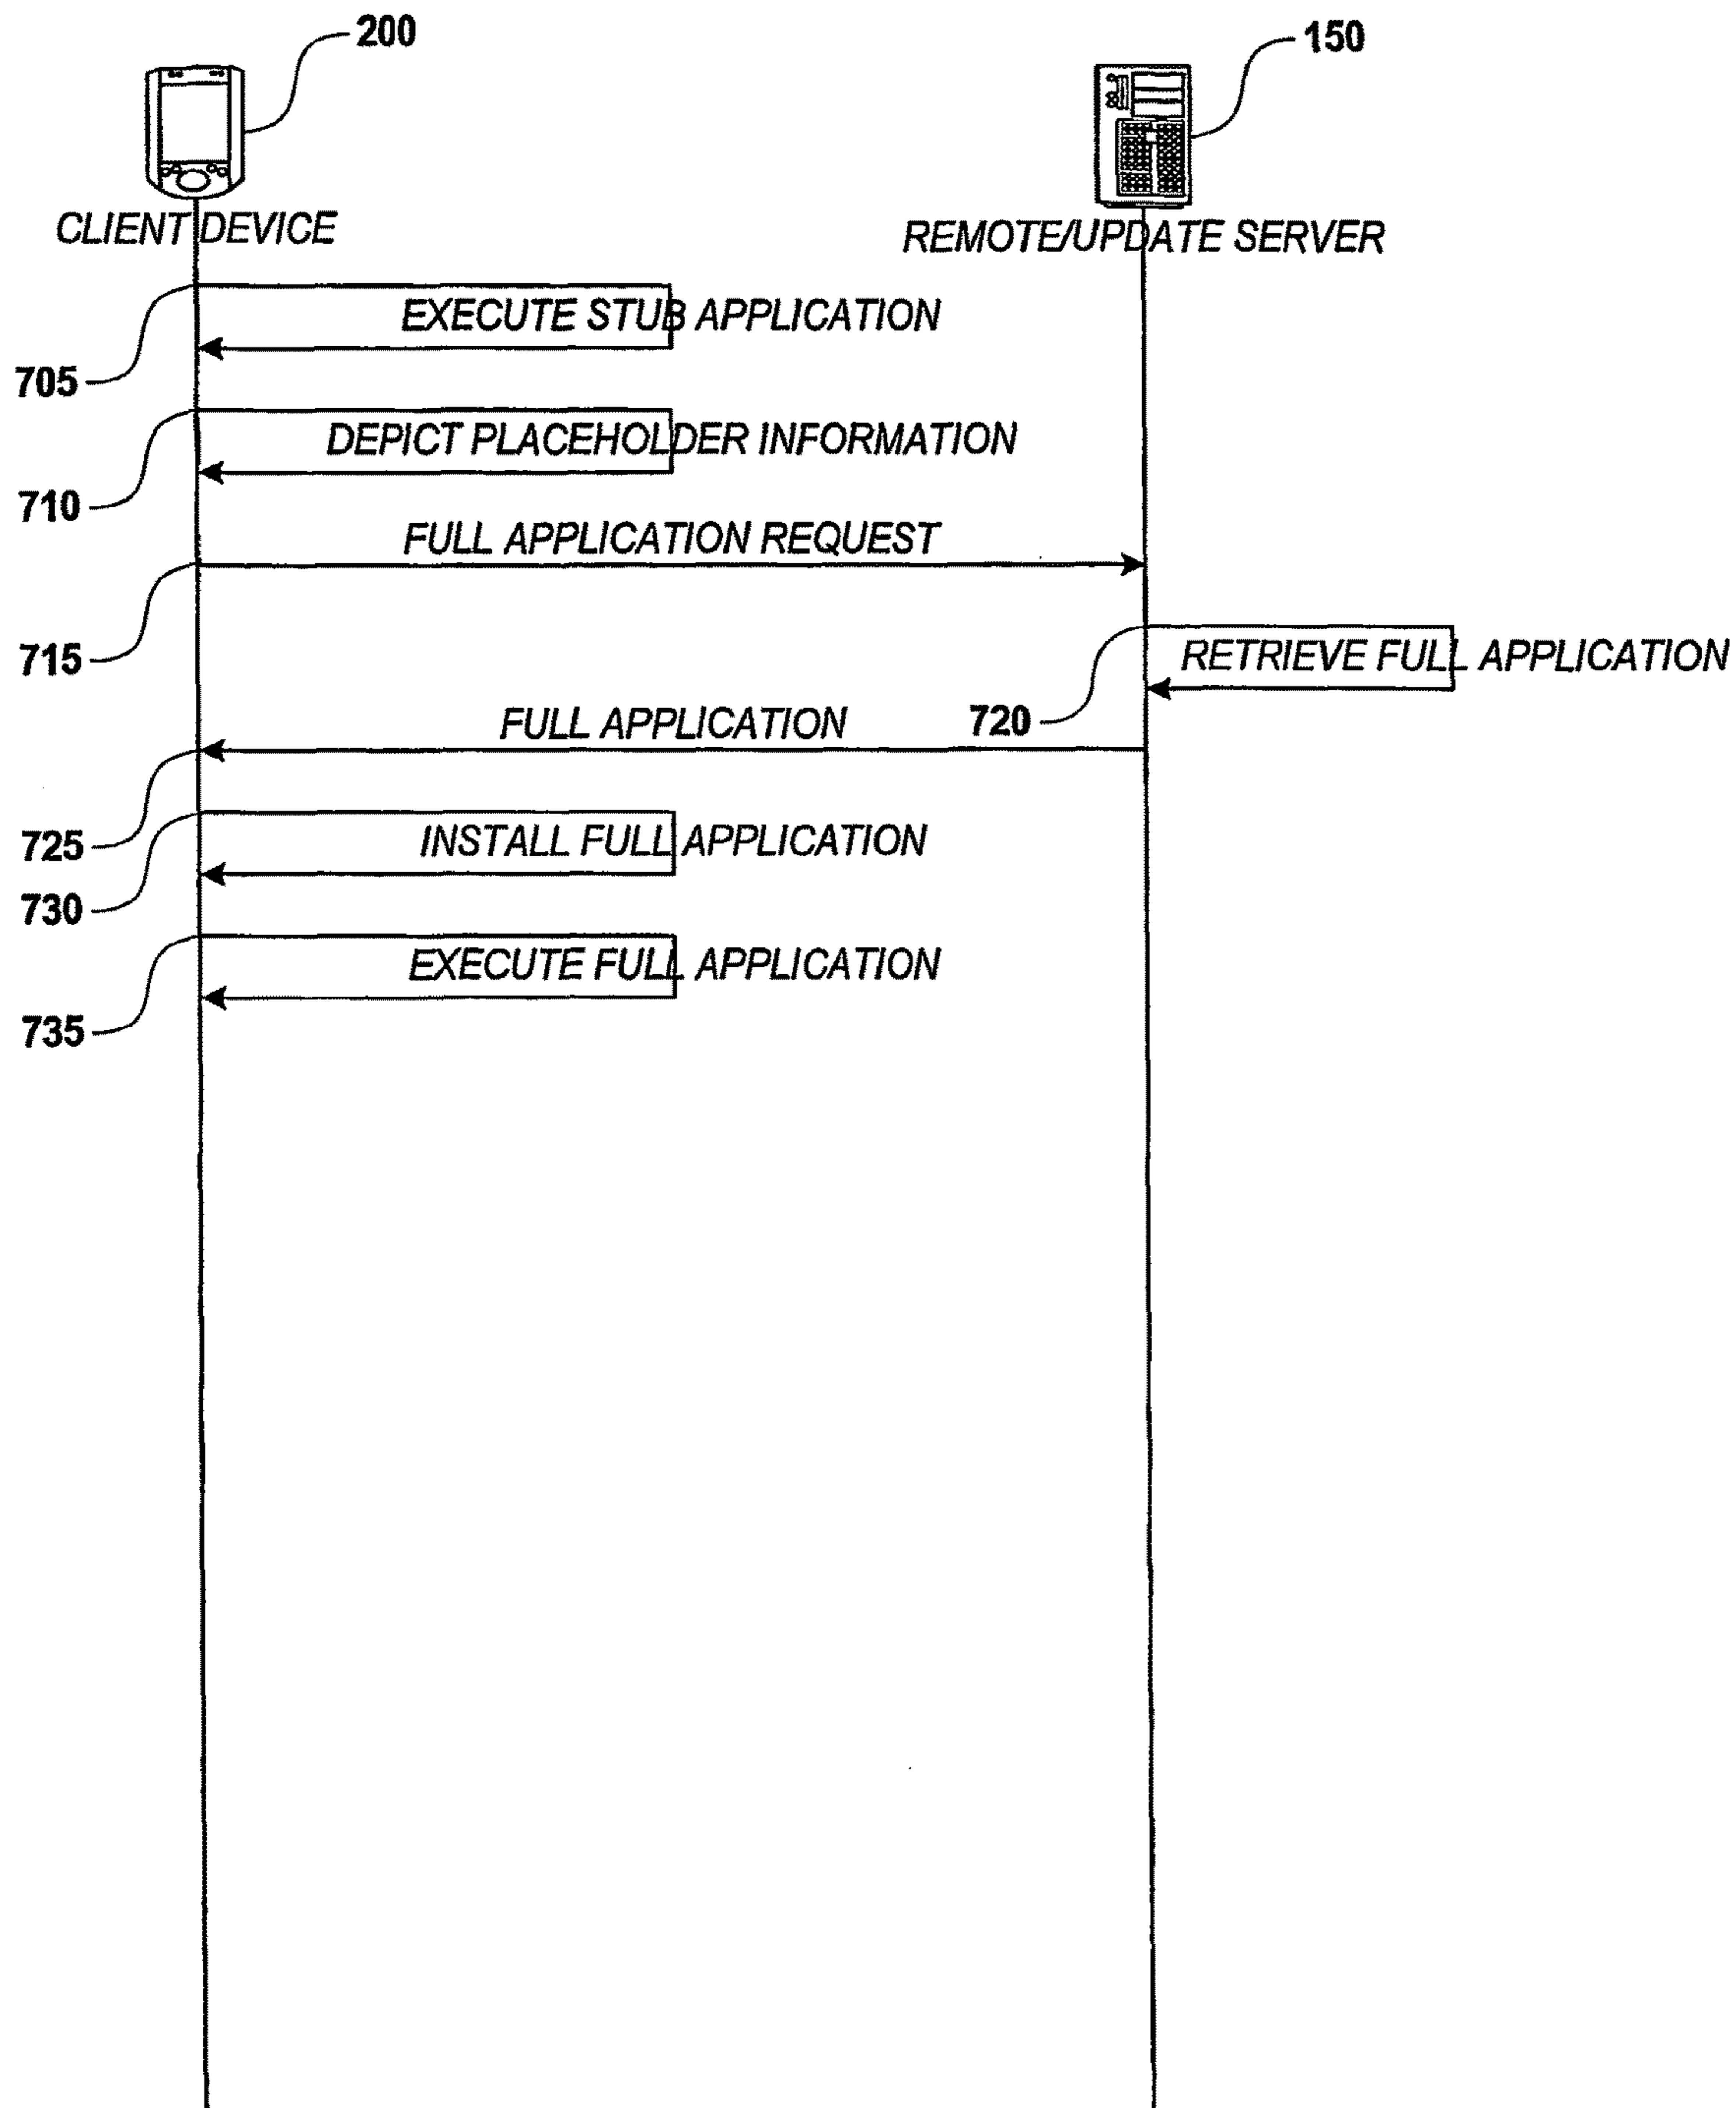 200
150
CLIENT DEVICE
REMOTE/UPDATE SERVER
EXECUTE STUB APPLICATION
705
DEPICT PLACEHOLDER INFORMATION
710
FULL APPLICATION REQUEST
715
RETRIEVE FULL APPLICATION
720
FULL APPLICATION
725
INSTALL FULL APPLICATION
730
EXECUTE FULL APPLICATION
735